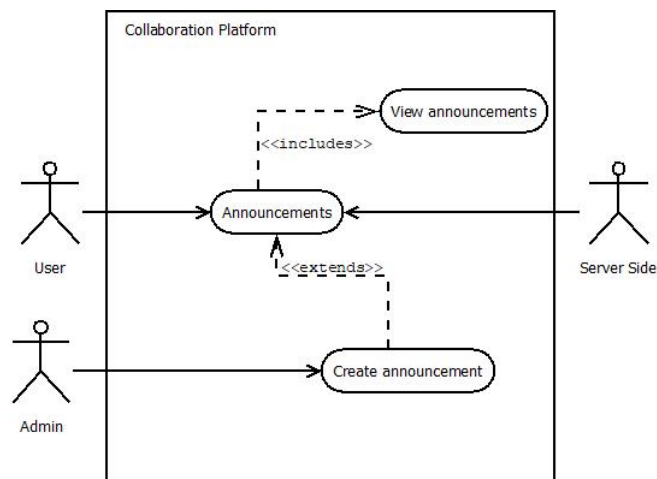 Collaboration Platform
View announcements
<<includes>>
Announcements
User
Server Side
<<extends>>
Create announcement
Admin